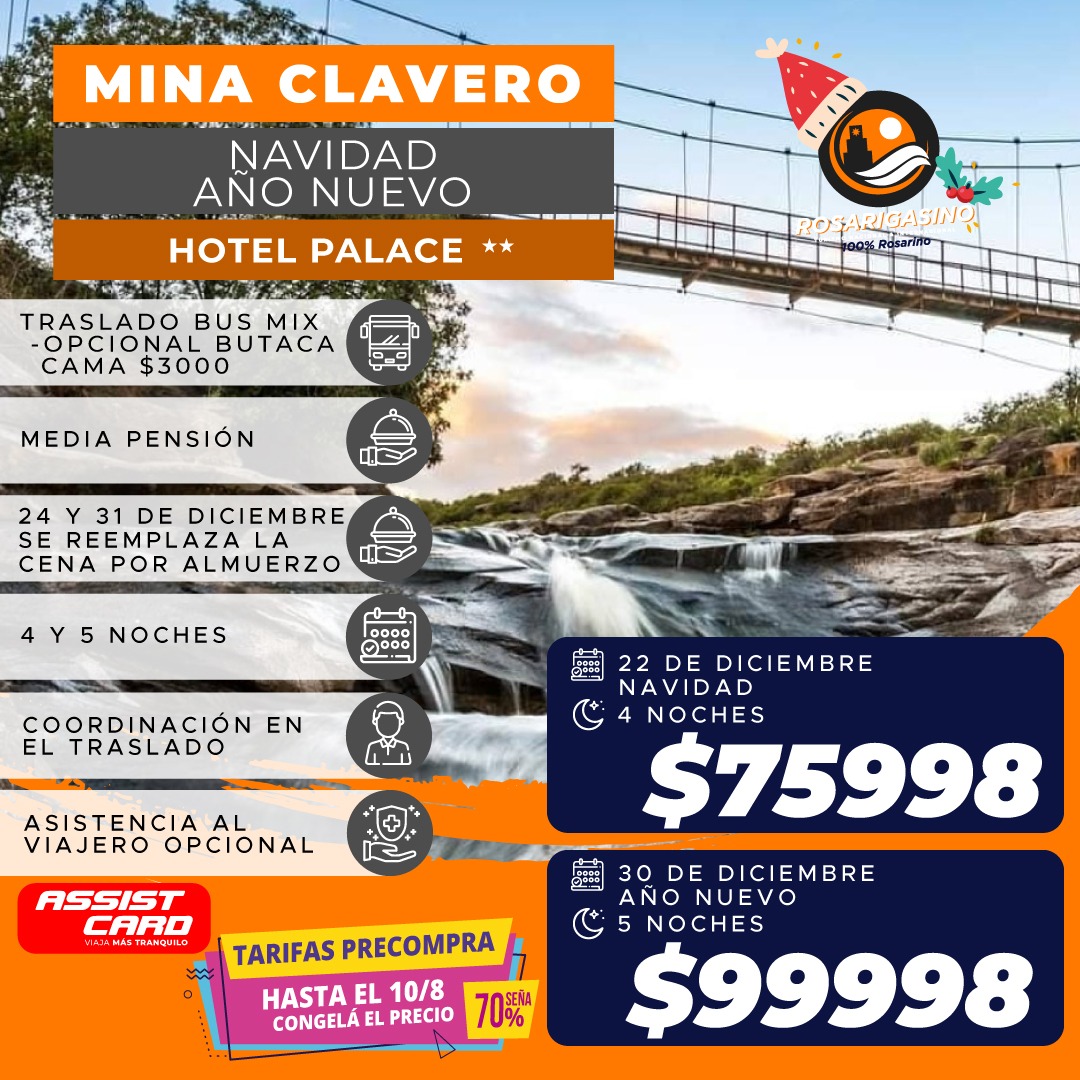 MINA CLAVERO
NAVIDAD
AÑO NUEVO
HOTEL PALACE ★★
ROSARIGASINO
100% Rosarino
TRASLADO BUS MIX
-OPCIONAL BUTACA
CAMA $3000
MEDIA PENSIÓN
24 Y 31 DE DICIEMBRE
SE REEMPLAZA LA
CENA POR ALMUERZO
4 Y 5 NOCHES
COORDINACIÓN EN
EL TRASLADO
ASISTENCIA AL
VIAJERO OPCIONAL
ASSIST
CARD
VIAJA MÁS TRANQUILO
TARIFAS PRECOMPRA
HASTA EL 10/8
CONGELÁ EL PRECIO
70% SEÑA
22 DE DICIEMBRE
NAVIDAD
4 NOCHES
$75998
30 DE DICIEMBRE
AÑO NUEVO
5 NOCHES
$99998